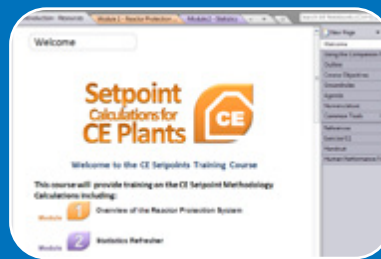 Introduction - Resources
Module 1 - Reactor Protection
Module 2 - Statistics
New Page
Welcome
Welcome
Outline
Course Objectives
Agenda
Nomenclature
Common Tools
References
Handout
Human Performance
Setpoint
Calculations for
CE Plants
CE
Welcome to the CE Setpoints Training Course
This course will provide training on the CE Setpoint Methodology.
Calculations including:
Module 1 Overview of the Reactor Protection System
Module 2 Statistics Refresher